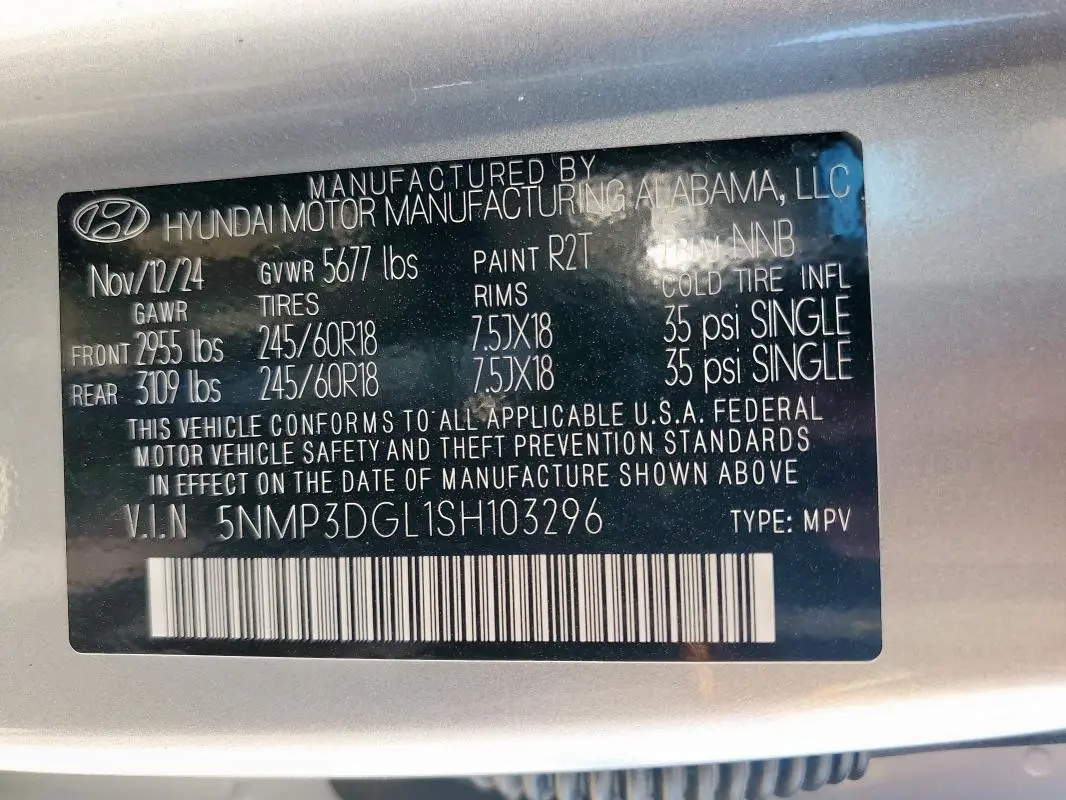 MANUFACTURED BY
HYUNDAI MOTOR MANUFACTURING ALABAMA, LLC
Nov/12/24 GVWR 5677 lbs PAINT R2T TRIM NNB
GAWR TIRES RIMS COLD TIRE INFL
FRONT 2955 lbs 245/60R18 7.5JX18 35 psi SINGLE
REAR 3109 lbs 245/60R18 7.5JX18 35 psi SINGLE
THIS VEHICLE CONFORMS TO ALL APPLICABLE U.S.A. FEDERAL
MOTOR VEHICLE SAFETY AND THEFT PREVENTION STANDARDS
IN EFFECT ON THE DATE OF MANUFACTURE SHOWN ABOVE
V.I.N 5NMP3DGL1SH103296 TYPE: MPV